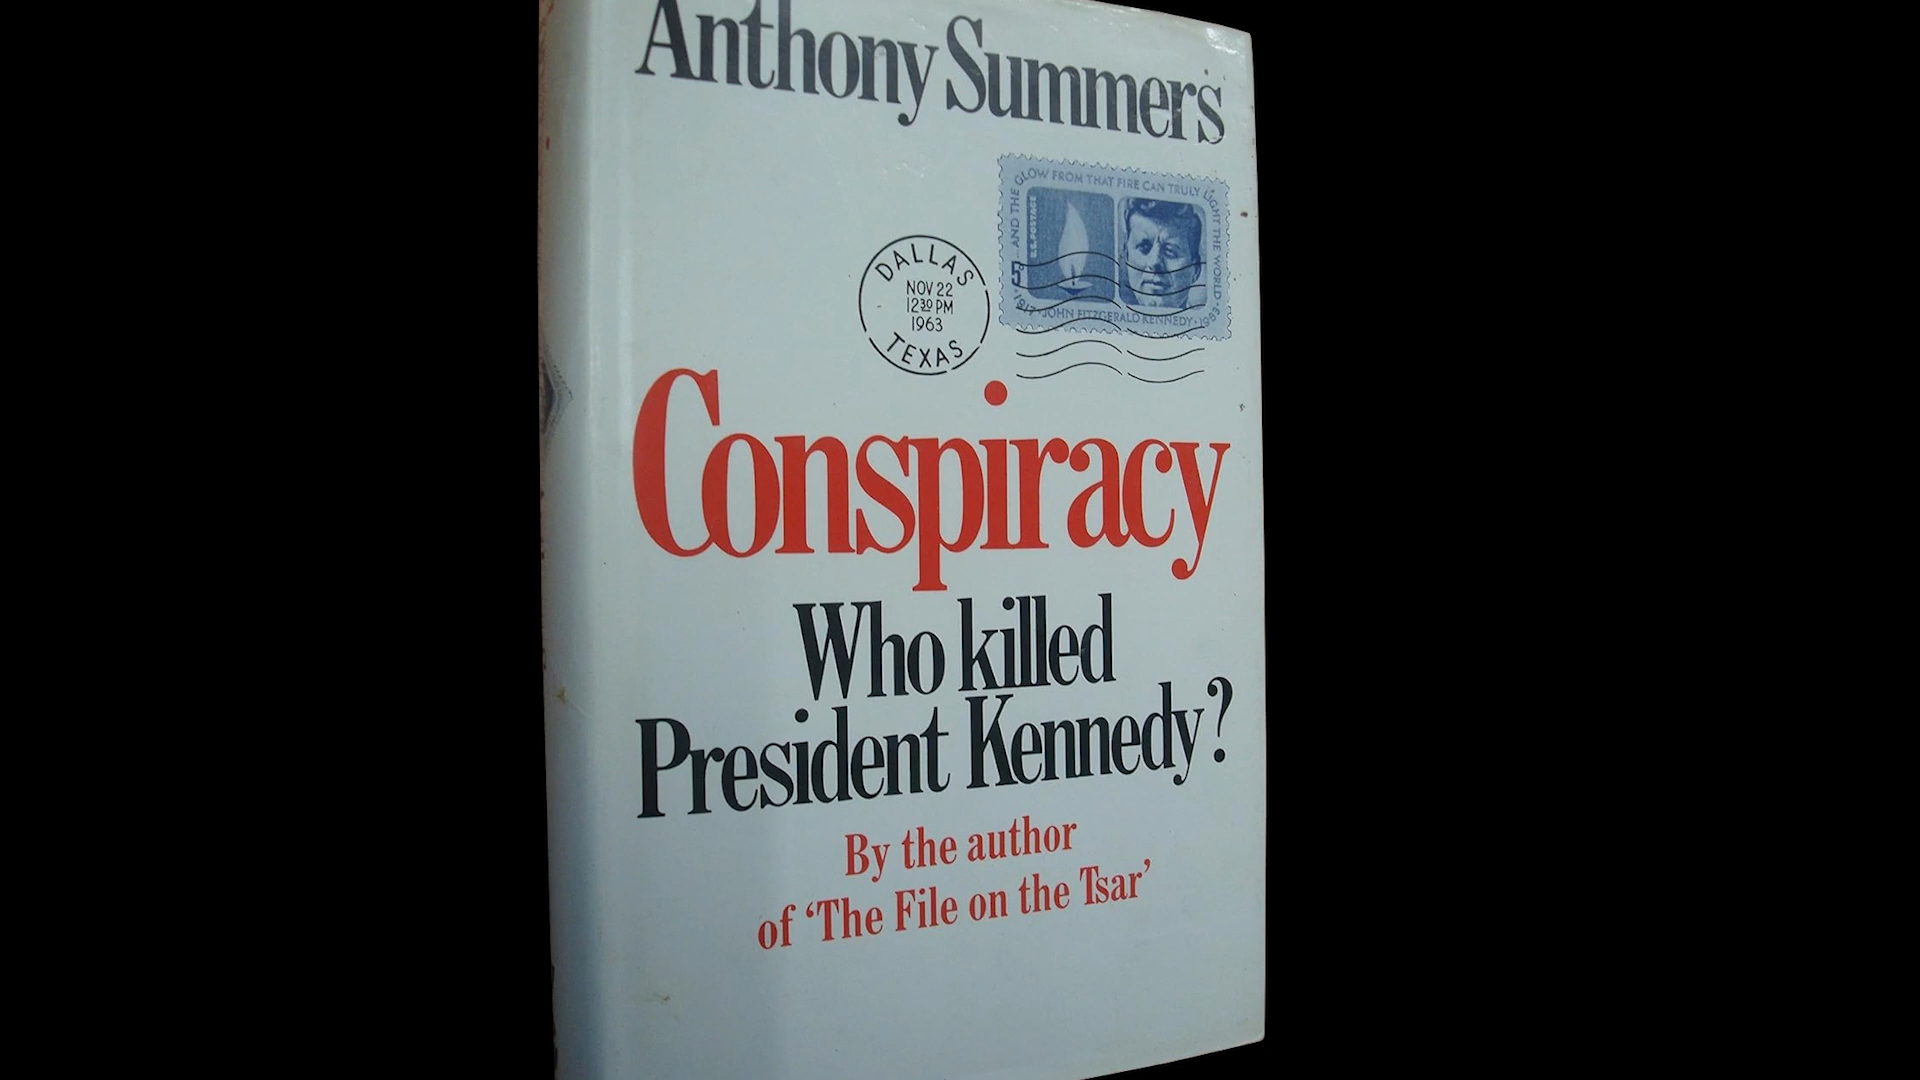 Anthony Summers
...AND THE GLOW FROM THAT FIRE CAN TRULY LIGHT THE WORLD
U.S. POSTAGE
5¢
1917 · JOHN FITZGERALD KENNEDY · 1963
DALLAS
NOV 22
12 30 PM
1963
TEXAS
Conspiracy
Who killed
President Kennedy?
By the author
of ‘The File on the Tsar’